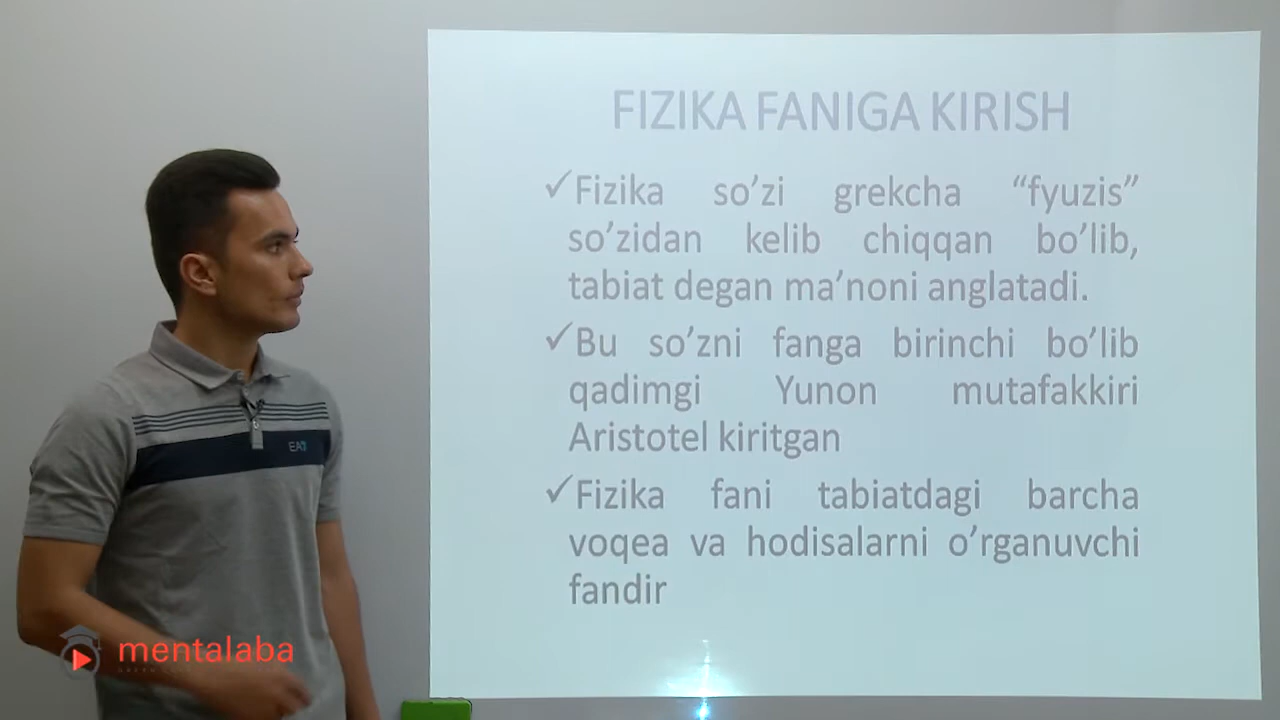 FIZIKA FANIGA KIRISH
✓Fizika so’zi grekcha “fyuzis”
so’zidan kelib chiqqan bo’lib,
tabiat degan ma’noni anglatadi.
✓Bu so’zni fanga birinchi bo’lib
qadimgi Yunon mutafakkiri
Aristotel kiritgan
✓Fizika fani tabiatdagi barcha
voqea va hodisalarni o’rganuvchi
fandir
EA7
mentalaba